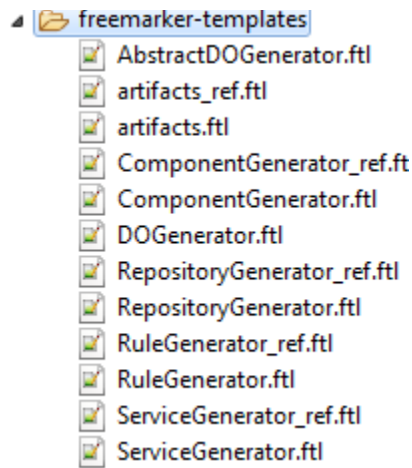 freemarker-templates
AbstractDOGenerator.ftl
artifacts_ref.ftl
artifacts.ftl
ComponentGenerator_ref.ft
ComponentGenerator.ftl
DOGenerator.ftl
RepositoryGenerator_ref.ftl
RepositoryGenerator.ftl
RuleGenerator_ref.ftl
RuleGenerator.ftl
ServiceGenerator_ref.ftl
ServiceGenerator.ftl